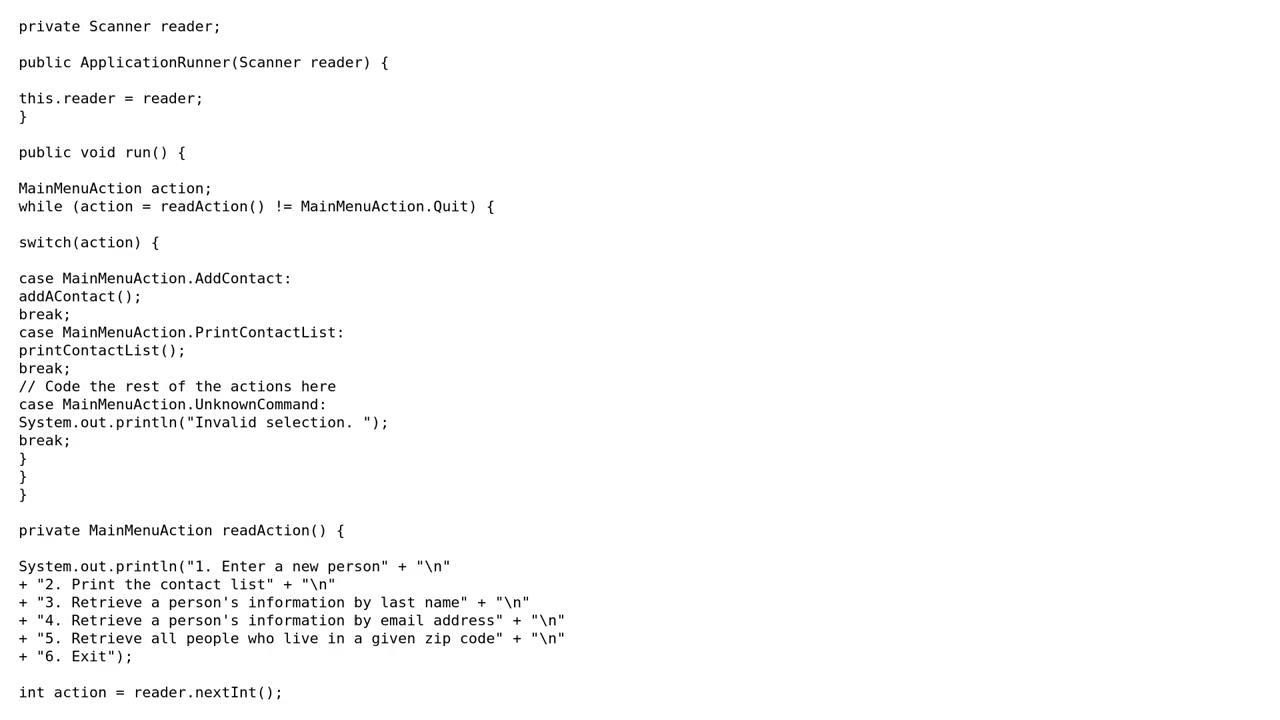 private Scanner reader;
public ApplicationRunner(Scanner reader) {
this.reader = reader;
}
public void run() {
MainMenuAction action;
while (action = readAction() != MainMenuAction.Quit) {
switch(action) {
case MainMenuAction.AddContact:
addAContact();
break;
case MainMenuAction.PrintContactList:
printContactList();
break;
// Code the rest of the actions here
case MainMenuAction.UnknownCommand:
System.out.println("Invalid selection. ");
break;
}
}
}
private MainMenuAction readAction() {
System.out.println("1. Enter a new person" + "\n"
+ "2. Print the contact list" + "\n"
+ "3. Retrieve a person's information by last name" + "\n"
+ "4. Retrieve a person's information by email address" + "\n"
+ "5. Retrieve all people who live in a given zip code" + "\n"
+ "6. Exit");
int action = reader.nextInt();